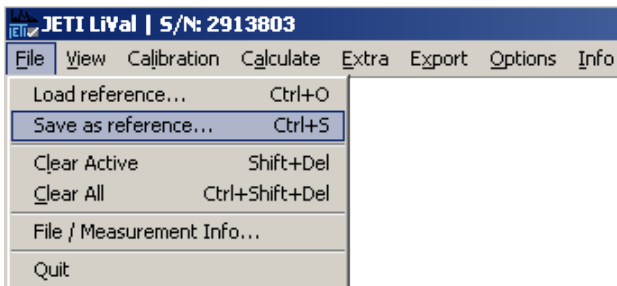 JETI LiVal | S/N: 2913803
File View Calibration Calculate Extra Export Options Info
Load reference... Ctrl+O
Save as reference... Ctrl+S
Clear Active Shift+Del
Clear All Ctrl+Shift+Del
File / Measurement Info...
Quit